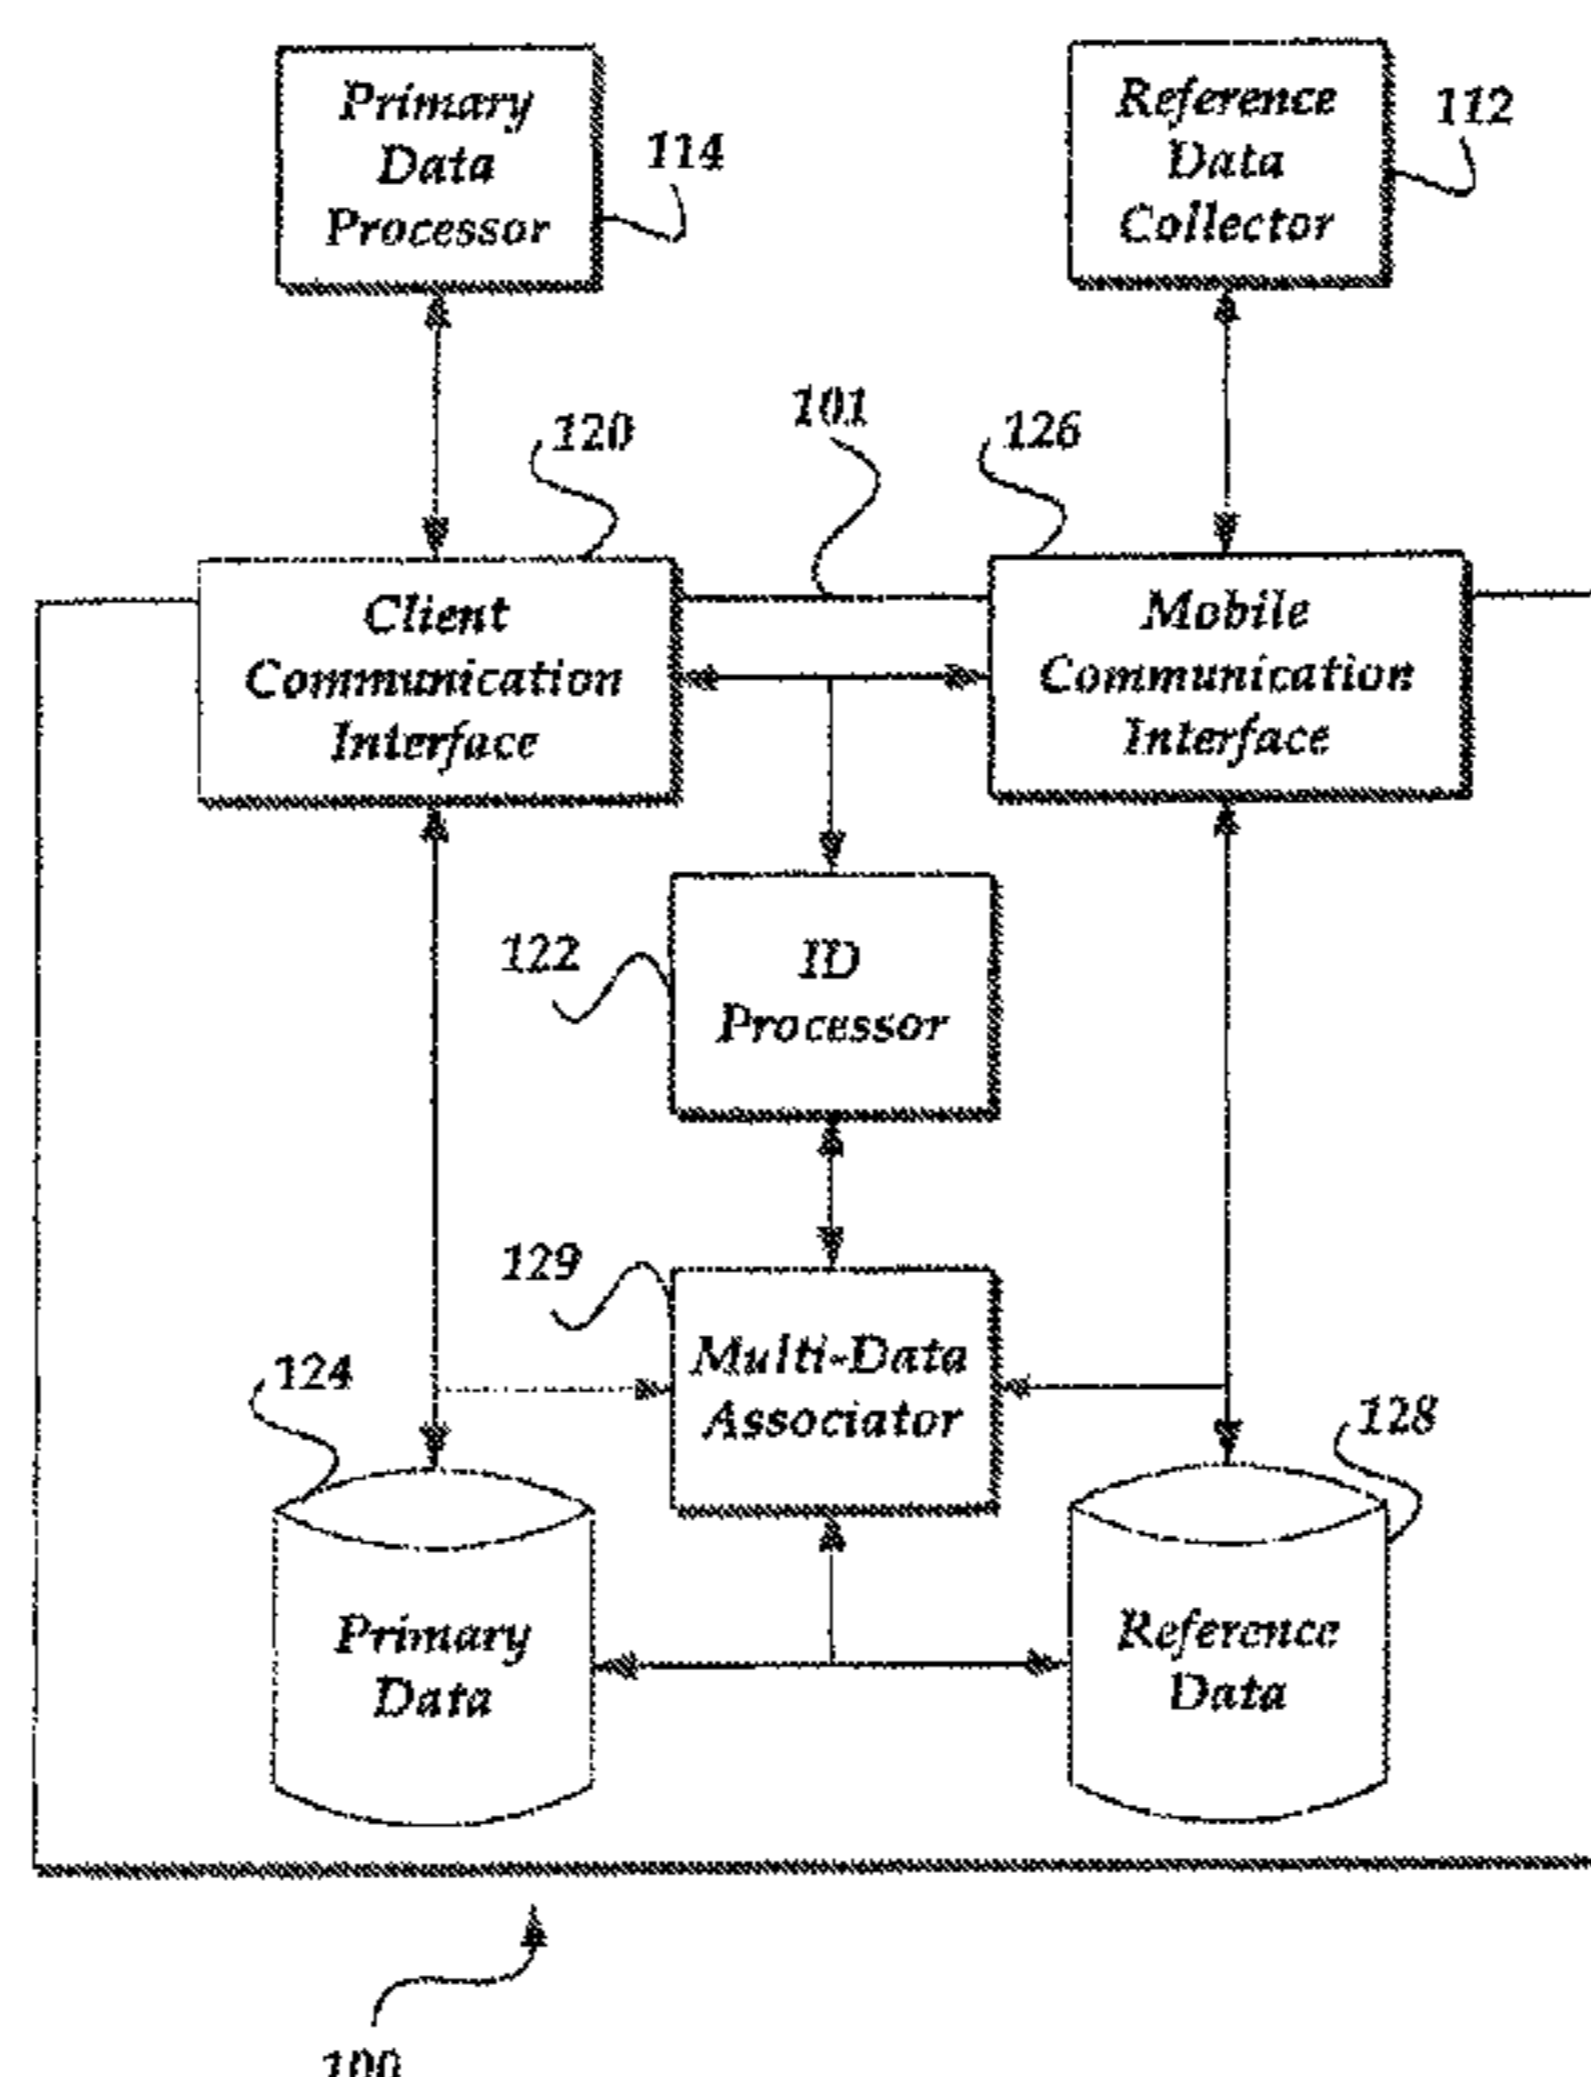 Primary
Data
Processor
114
Reference
Data
Collector
112
120
101
126
Client
Communication
Interface
Mobile
Communication
Interface
122
ID
Processor
129
Multi-Data
Associator
124
128
Primary
Data
Reference
Data
100